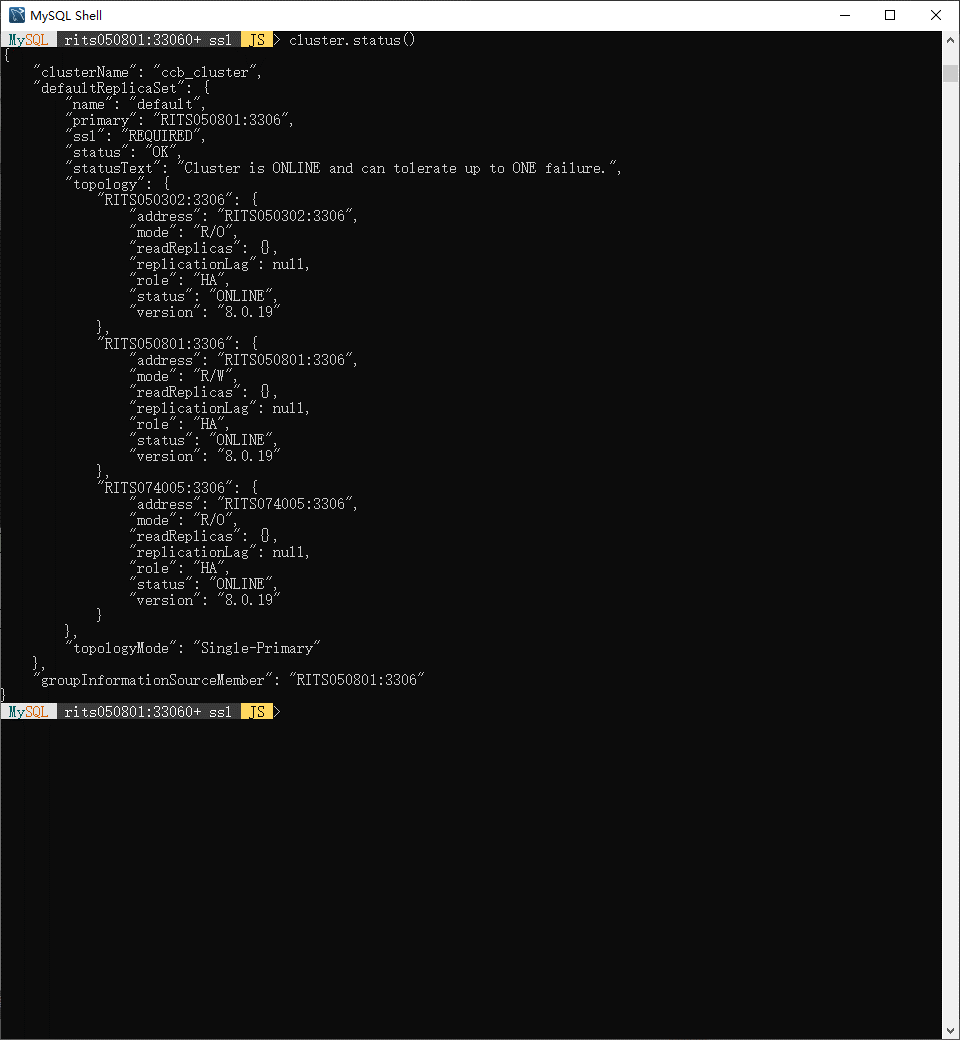 MySQL Shell
MySQL rits050801:33060+ ssl JS > cluster.status()
{
    "clusterName": "ccb_cluster",
    "defaultReplicaSet": {
        "name": "default",
        "primary": "RITS050801:3306",
        "ssl": "REQUIRED",
        "status": "OK",
        "statusText": "Cluster is ONLINE and can tolerate up to ONE failure.",
        "topology": {
            "RITS050302:3306": {
                "address": "RITS050302:3306",
                "mode": "R/O",
                "readReplicas": {},
                "replicationLag": null,
                "role": "HA",
                "status": "ONLINE",
                "version": "8.0.19"
            },
            "RITS050801:3306": {
                "address": "RITS050801:3306",
                "mode": "R/W",
                "readReplicas": {},
                "replicationLag": null,
                "role": "HA",
                "status": "ONLINE",
                "version": "8.0.19"
            },
            "RITS074005:3306": {
                "address": "RITS074005:3306",
                "mode": "R/O",
                "readReplicas": {},
                "replicationLag": null,
                "role": "HA",
                "status": "ONLINE",
                "version": "8.0.19"
            }
        },
        "topologyMode": "Single-Primary"
    },
    "groupInformationSourceMember": "RITS050801:3306"
}
MySQL rits050801:33060+ ssl JS >